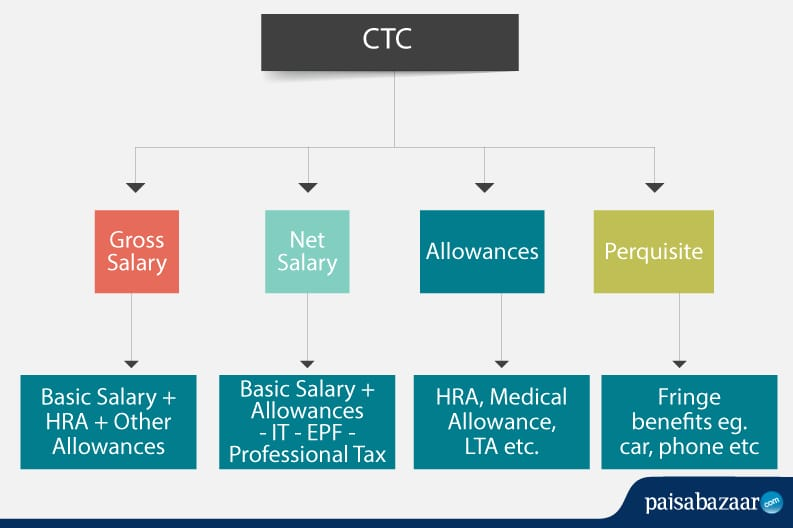 CTC
Gross
Salary
Net
Salary
Allowances
Perquisite
Basic Salary +
HRA + Other
Allowances
Basic Salary +
Allowances
- IT - EPF -
Professional Tax
HRA, Medical
Allowance,
LTA etc.
Fringe
benefits eg.
car, phone etc
paisabazaar.com